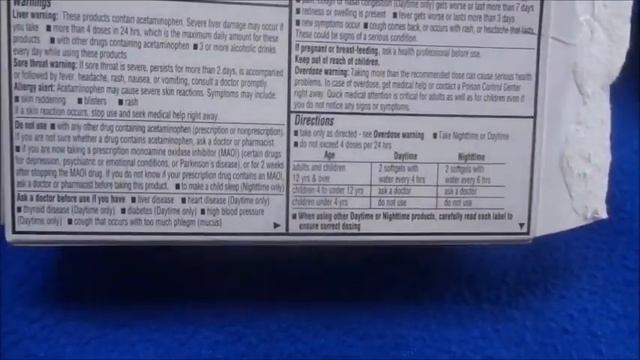 Warnings
Liver warning: These products contain acetaminophen. Severe liver damage may occur if
you take ■ more than 4 doses in 24 hrs, which is the maximum daily amount for these
products ■ with other drugs containing acetaminophen ■ 3 or more alcoholic drinks
every day while using these products
Sore throat warning: If sore throat is severe, persists for more than 2 days, is accompanied
or followed by fever, headache, rash, nausea, or vomiting, consult a doctor promptly.
Allergy alert: Acetaminophen may cause severe skin reactions. Symptoms may include:
■ skin reddening ■ blisters ■ rash
If a skin reaction occurs, stop use and seek medical help right away.
Do not use ■ with any other drug containing acetaminophen (prescription or nonprescription).
If you are not sure whether a drug contains acetaminophen, ask a doctor or pharmacist.
■ if you are now taking a prescription monoamine oxidase inhibitor (MAOI) (certain drugs
for depression, psychiatric or emotional conditions, or Parkinson's disease), or for 2 weeks
after stopping the MAOI drug. If you do not know if your prescription drug contains an MAOI,
ask a doctor or pharmacist before taking this product. ■ to make a child sleep (Nighttime only)
Ask a doctor before use if you have ■ liver disease ■ heart disease (Daytime only)
■ thyroid disease (Daytime only) ■ diabetes (Daytime only) ■ high blood pressure
(Daytime only) ■ cough that occurs with too much phlegm (mucus)
■ pain, cough or nasal congestion (Daytime only) gets worse or last more than 7 days
■ redness or swelling is present ■ fever gets worse or lasts more than 3 days
■ new symptoms occur ■ cough comes back, or occurs with rash, or headache that lasts.
These could be signs of a serious condition.
If pregnant or breast-feeding, ask a health professional before use.
Keep out of reach of children.
Overdose warning: Taking more than the recommended dose can cause serious health
problems. In case of overdose, get medical help or contact a Poison Control Center
right away. Quick medical attention is critical for adults as well as for children even if
you do not notice any signs or symptoms.
Directions
■ take only as directed - see Overdose warning ■ Take Nighttime or Daytime
■ do not exceed 4 doses per 24 hrs
Age Daytime Nighttime
adults and children 12 yrs & over 2 softgels with water every 4 hrs 2 softgels with water every 6 hrs
children 4 to under 12 yrs ask a doctor ask a doctor
children under 4 yrs do not use do not use
■ When using other Daytime or Nighttime products, carefully read each label to
ensure correct dosing